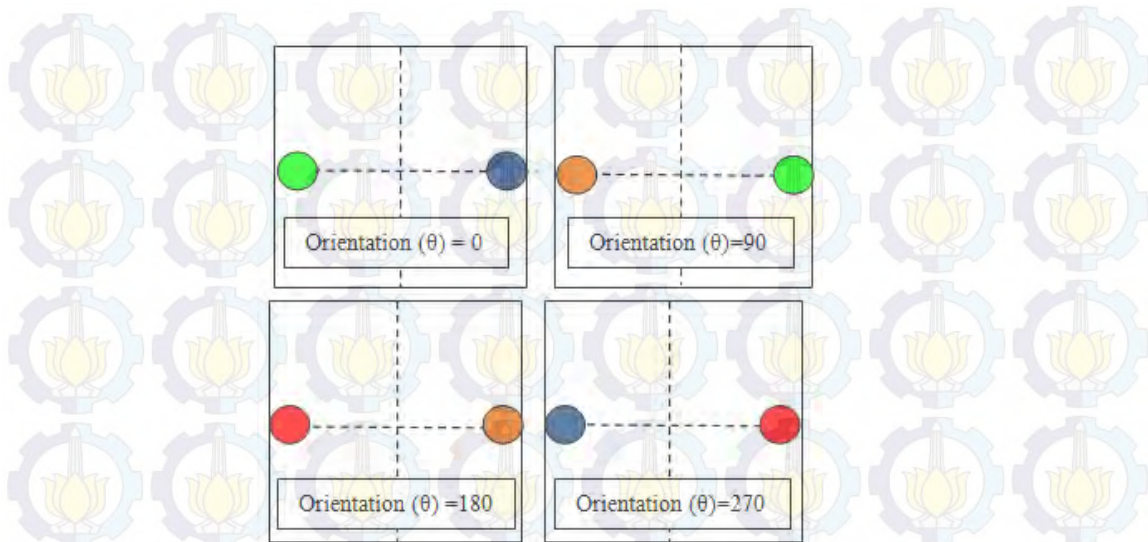 Orientation (θ) = 0
Orientation (θ)=90
Orientation (θ) =180
Orientation (θ)=270